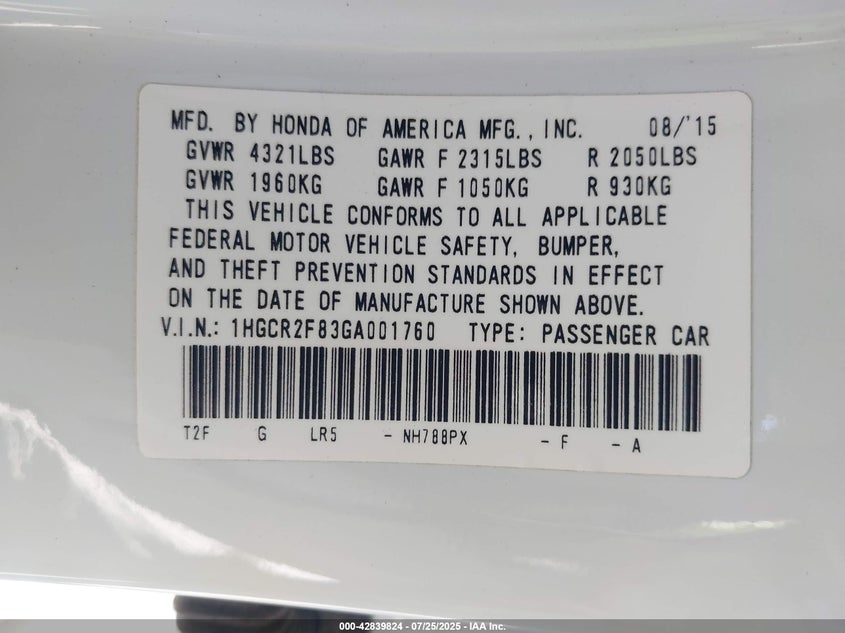 MFD. BY HONDA OF AMERICA MFG., INC. 08/'15
GVWR 4321LBS GAWR F 2315LBS R 2050LBS
GVWR 1960KG GAWR F 1050KG R 930KG
THIS VEHICLE CONFORMS TO ALL APPLICABLE
FEDERAL MOTOR VEHICLE SAFETY, BUMPER,
AND THEFT PREVENTION STANDARDS IN EFFECT
ON THE DATE OF MANUFACTURE SHOWN ABOVE.
V.I.N.: 1HGCR2F83GA001760 TYPE: PASSENGER CAR
T2F G LR5 - NH788PX - F - A
000-42839824 | 07/25/2025 - IAA Inc.